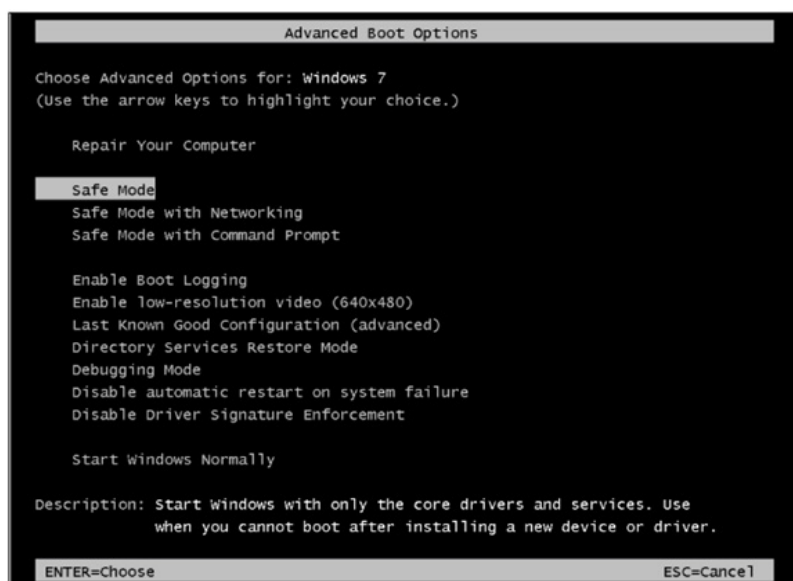 Advanced Boot Options
Choose Advanced Options for: Windows 7
(Use the arrow keys to highlight your choice.)
Repair Your Computer
Safe Mode
Safe Mode with Networking
Safe Mode with Command Prompt
Enable Boot Logging
Enable low-resolution video (640x480)
Last Known Good Configuration (advanced)
Directory Services Restore Mode
Debugging Mode
Disable automatic restart on system failure
Disable Driver Signature Enforcement
Start Windows Normally
Description: Start Windows with only the core drivers and services. Use
when you cannot boot after installing a new device or driver.
ENTER=Choose ESC=Cancel